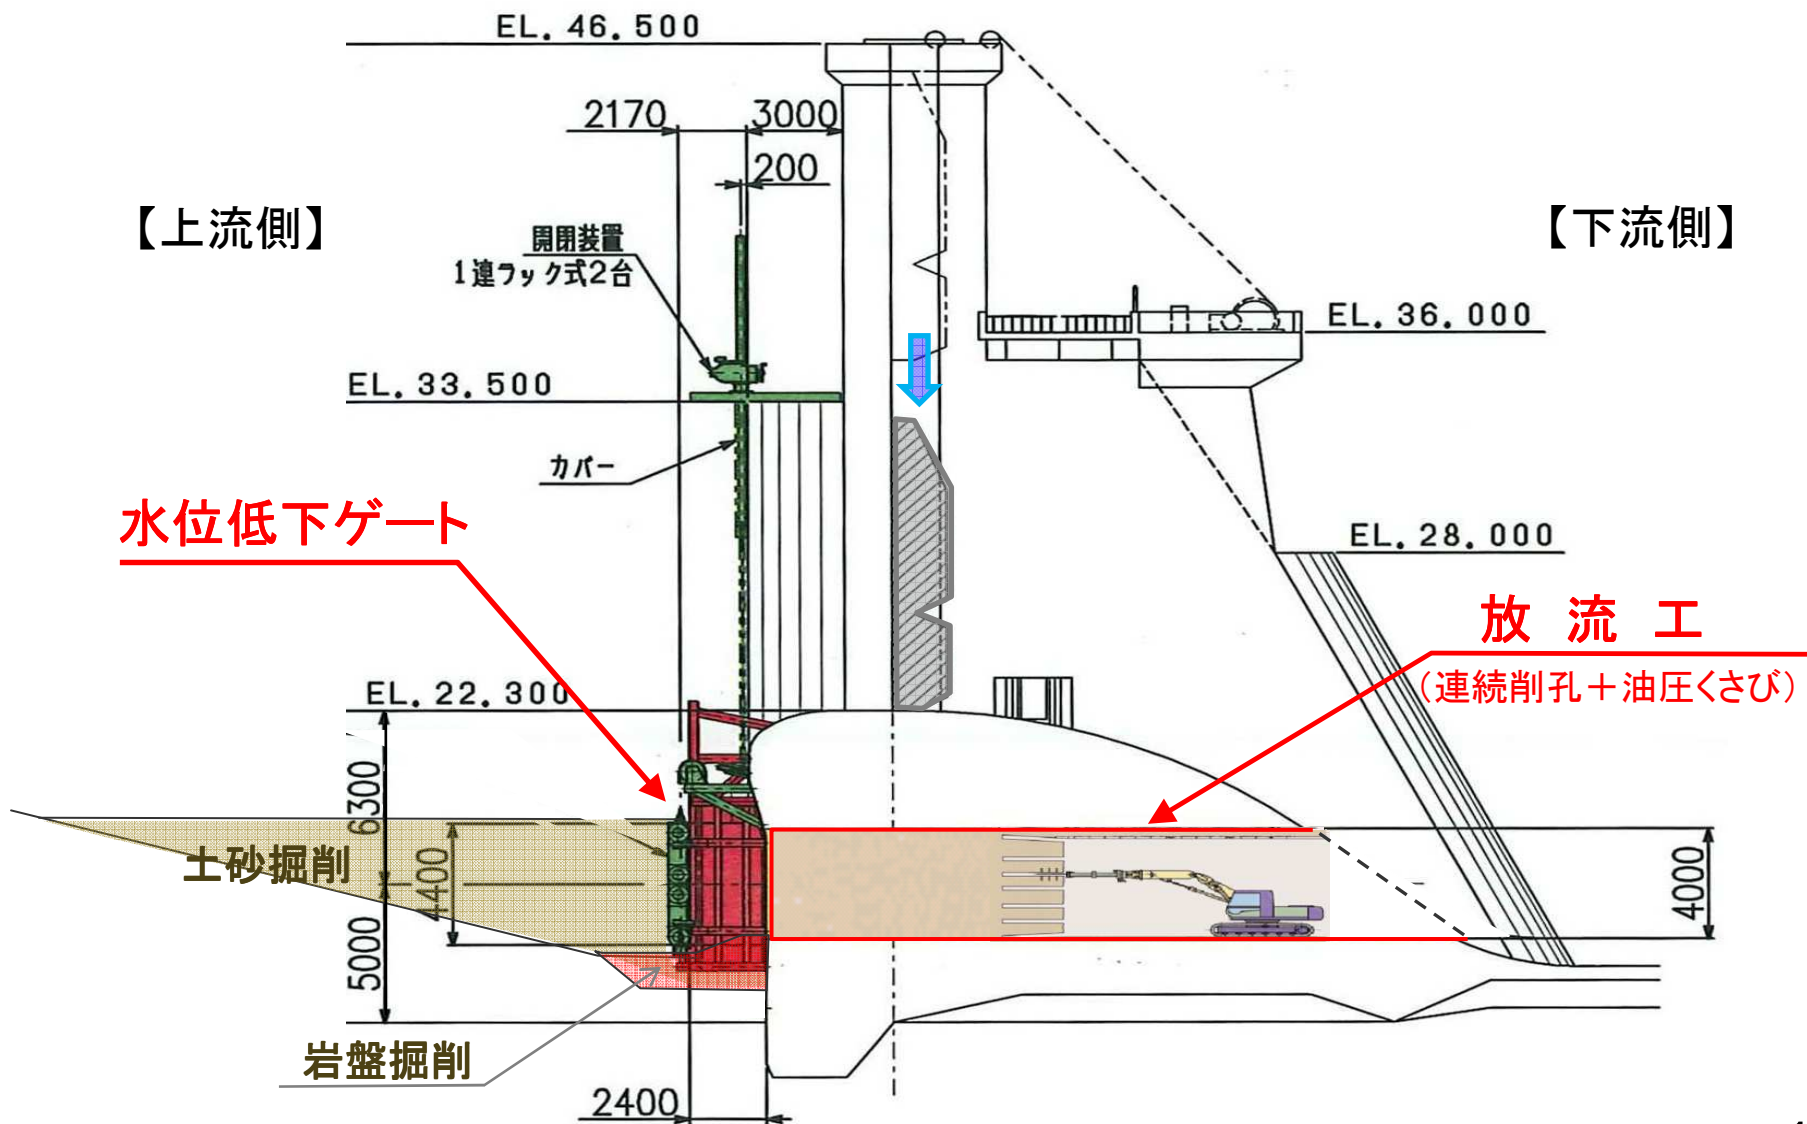 EL. 46.500
2170
3000
200
【上流側】
【下流側】
開閉装置
1連ラック式2台
EL. 36.000
EL. 33.500
カバー
水位低下ゲート
EL. 28.000
放 流 工
（連続削孔＋油圧くさび）
EL. 22.300
6300
土砂掘削
4400
4000
5000
岩盤掘削
2400